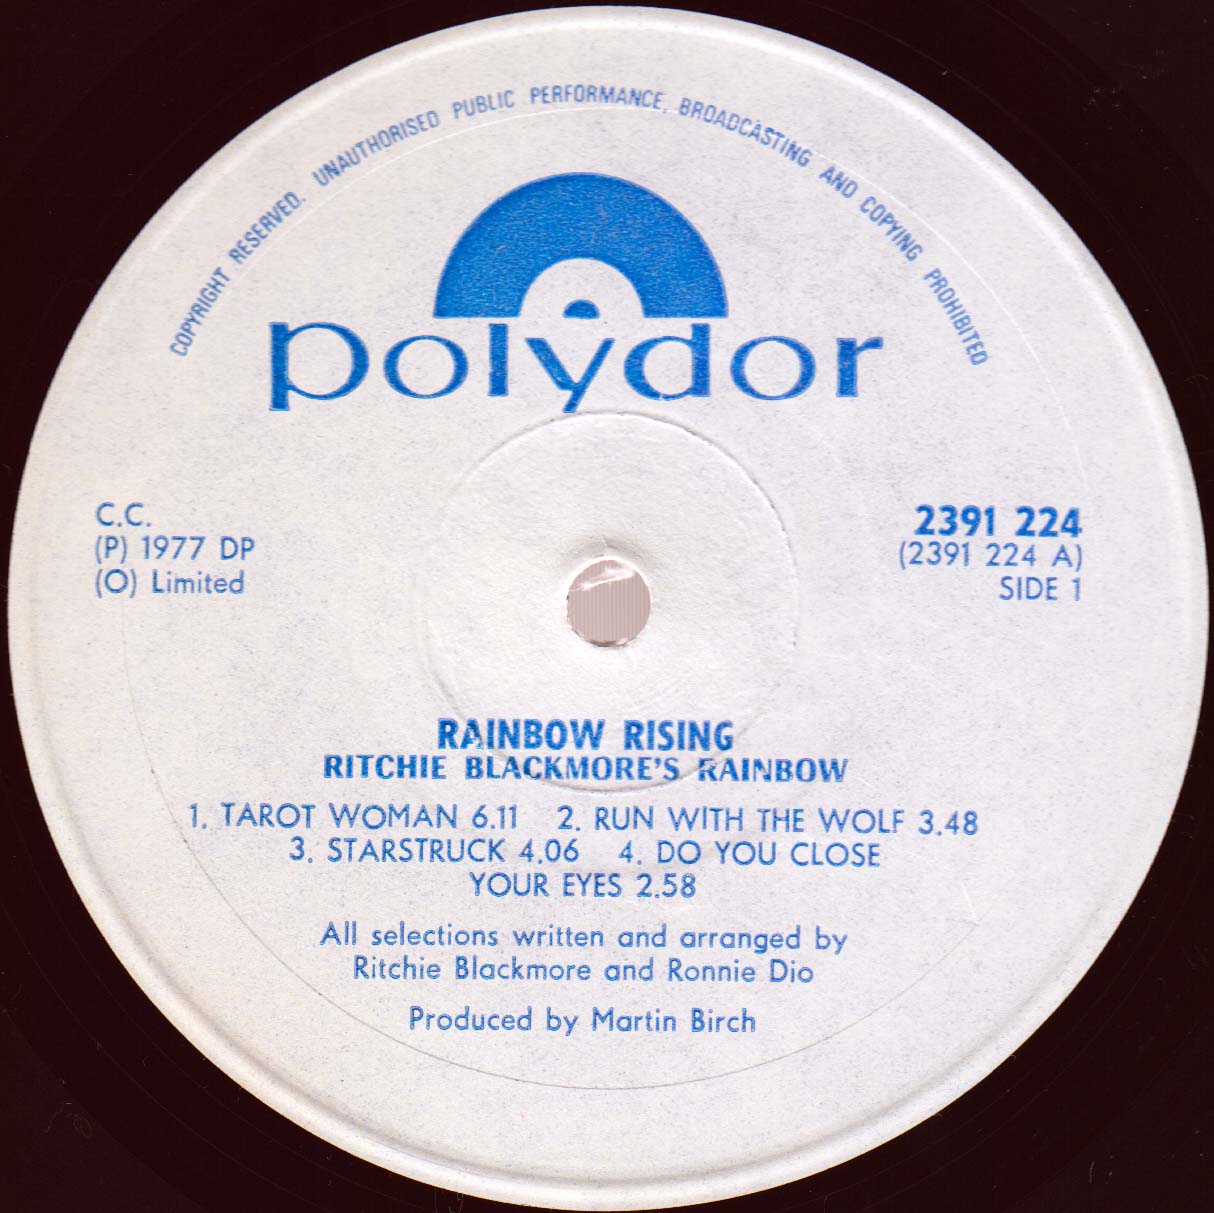 COPYRIGHT RESERVED. UNAUTHORISED PUBLIC PERFORMANCE, BROADCASTING AND COPYING PROHIBITED
polydor
C.C.
(P) 1977 DP
(O) Limited
2391 224
(2391 224 A)
SIDE 1
RAINBOW RISING
RITCHIE BLACKMORE'S RAINBOW
1. TAROT WOMAN 6.11 2. RUN WITH THE WOLF 3.48
3. STARSTRUCK 4.06 4. DO YOU CLOSE
YOUR EYES 2.58
All selections written and arranged by
Ritchie Blackmore and Ronnie Dio
Produced by Martin Birch